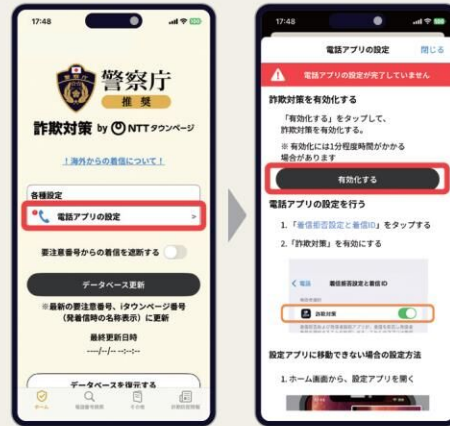 17:48
警察庁
推奨
詐欺対策 by NTTタウンページ
！海外からの着信について！
各種設定
電話アプリの設定 >
要注意番号からの着信を遮断する
データベース更新
※最新の要注意番号、iタウンページ番号
（発着信時の名称表示）に更新
最終更新日時
----/--/-- --:--:--
データベースを復元する
ホーム
その他
17:48
電話アプリの設定
閉じる
電話アプリの設定が完了していません
詐欺対策を有効化する
「有効化する」をタップして、
詐欺対策を有効化する。
※ 有効化には1分程度時間がかかる
場合があります
有効化する
電話アプリの設定を行う
1. 「着信拒否設定と着信ID」をタップする
2. 「詐欺対策」を有効にする
電話
着信拒否設定と着信ID
詐欺対策
設定アプリに移動できない場合の設定方法
1. ホーム画面から、設定アプリを開く